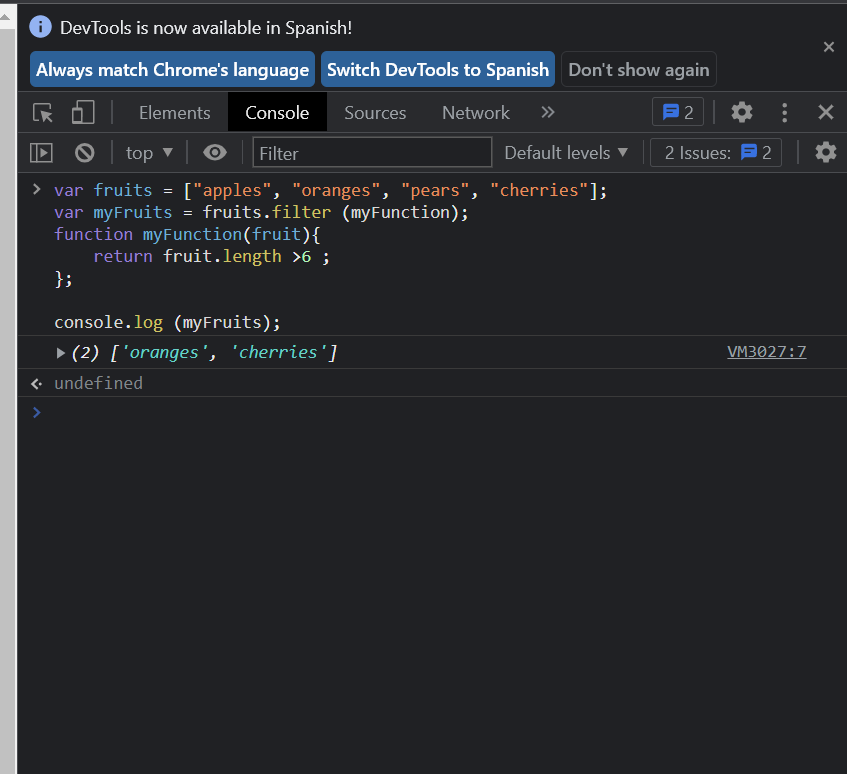 DevTools is now available in Spanish!
Always match Chrome's language Switch DevTools to Spanish Don't show again
Elements Console Sources Network 2
top Filter Default levels 2 Issues: 2
var fruits = ["apples", "oranges", "pears", "cherries"];
var myFruits = fruits.filter (myFunction);
function myFunction(fruit){
    return fruit.length >6 ;
};
console.log (myFruits);
(2) ['oranges', 'cherries'] VM3027:7
undefined